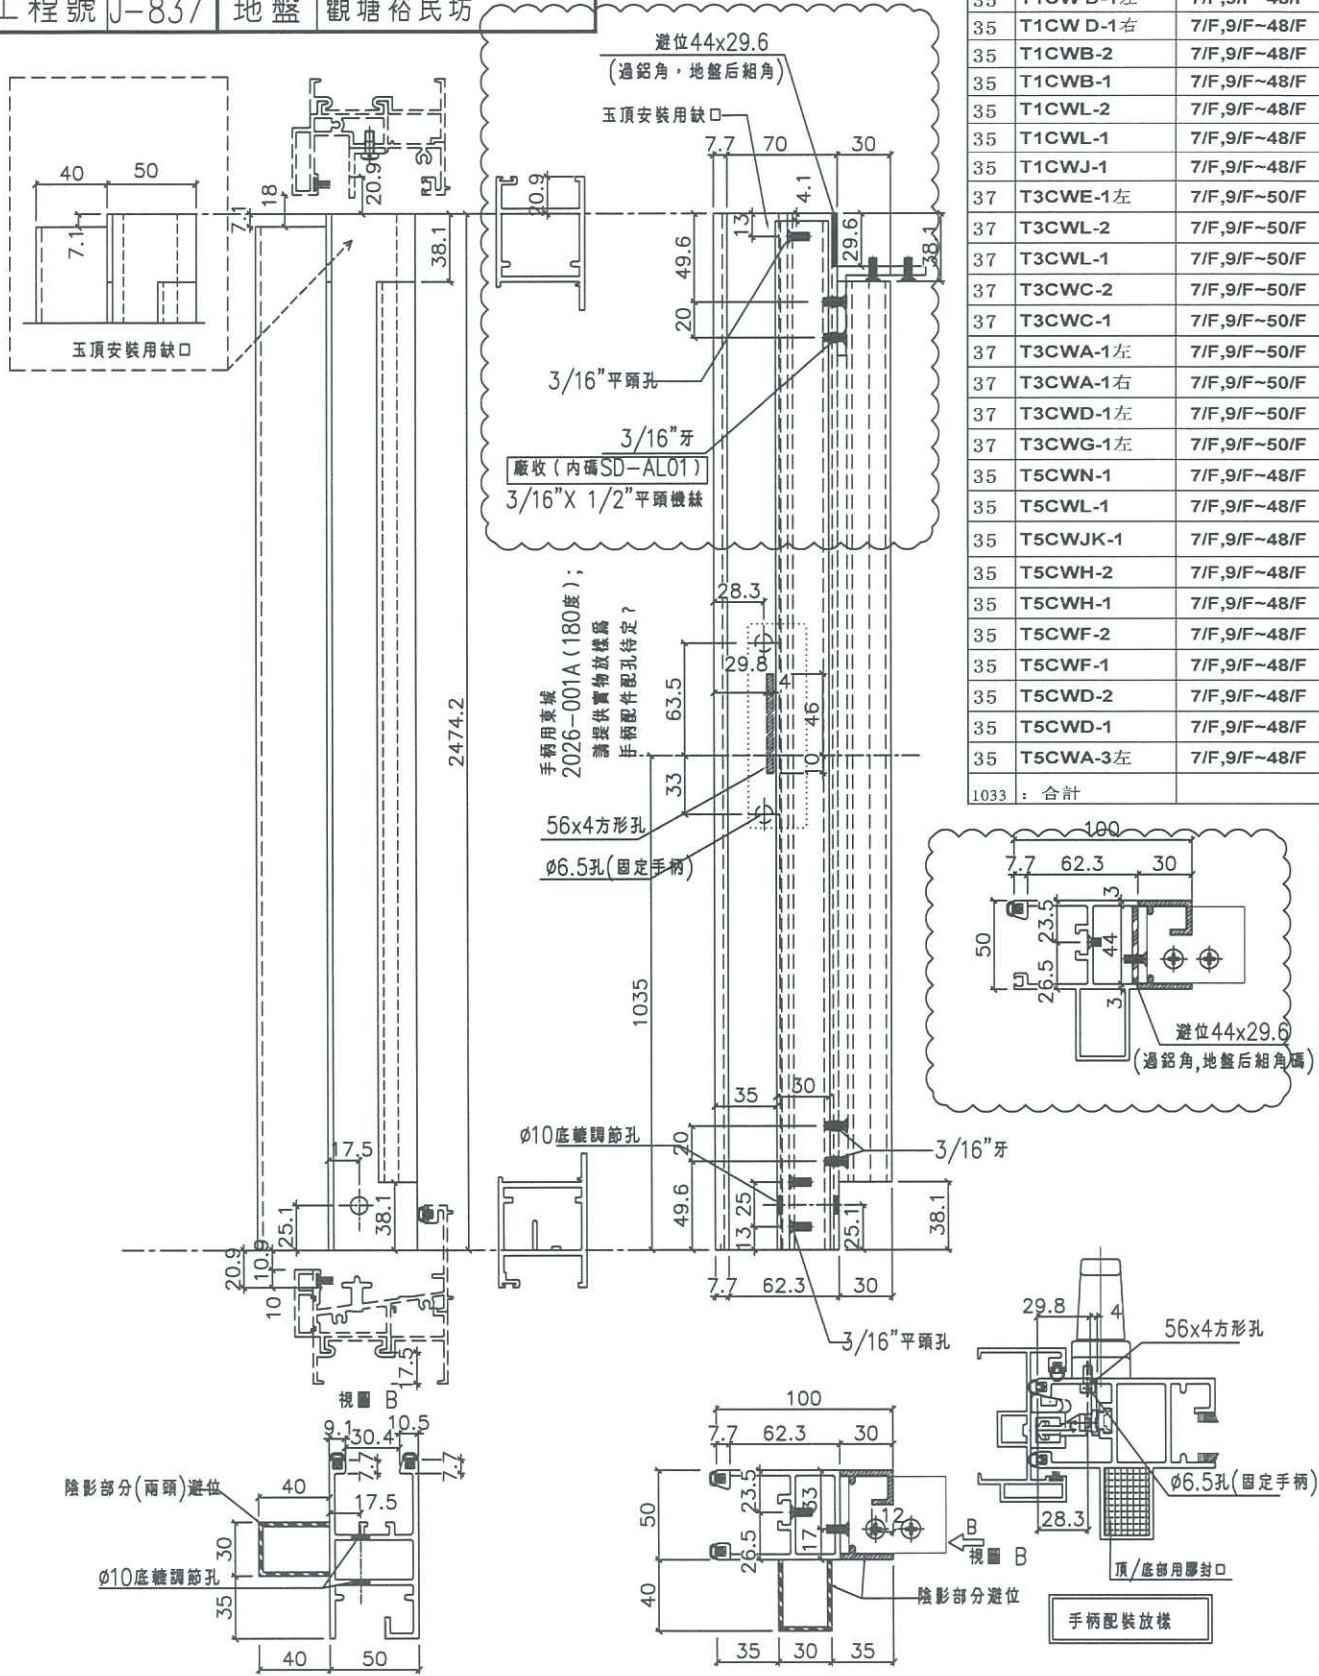 工程號 J-837 地盤 觀塘裕民坊
35 T1CW D-1左 7/F,9/F~48/F
35 T1CW D-1右 7/F,9/F~48/F
35 T1CWB-2 7/F,9/F~48/F
35 T1CWB-1 7/F,9/F~48/F
35 T1CWL-2 7/F,9/F~48/F
35 T1CWL-1 7/F,9/F~48/F
35 T1CWJ-1 7/F,9/F~48/F
37 T3CWE-1左 7/F,9/F~50/F
37 T3CWL-2 7/F,9/F~50/F
37 T3CWL-1 7/F,9/F~50/F
37 T3CWC-2 7/F,9/F~50/F
37 T3CWC-1 7/F,9/F~50/F
37 T3CWA-1左 7/F,9/F~50/F
37 T3CWA-1右 7/F,9/F~50/F
37 T3CWD-1左 7/F,9/F~50/F
37 T3CWG-1左 7/F,9/F~50/F
35 T5CWN-1 7/F,9/F~48/F
35 T5CWL-1 7/F,9/F~48/F
35 T5CWJK-1 7/F,9/F~48/F
35 T5CWH-2 7/F,9/F~48/F
35 T5CWH-1 7/F,9/F~48/F
35 T5CWF-2 7/F,9/F~48/F
35 T5CWF-1 7/F,9/F~48/F
35 T5CWD-2 7/F,9/F~48/F
35 T5CWD-1 7/F,9/F~48/F
35 T5CWA-3左 7/F,9/F~48/F
1033 : 合計
40 50
7.1
玉頂安裝用缺口
7.1
18
20.9
38.1
2474.2
17.5
25.1
38.1
20.9
10.9
10
17.5
視圖 B
避位44x29.6
(過鋁角，地盤后組角)
玉頂安裝用缺口
7.7 70 30
20.9
4.1
13
49.6
29.6
38.1
20
3/16"平頭孔
3/16"牙
廠收(内碼SD-AL01)
3/16"X 1/2"平頭機絲
手柄用東城
2026-001A(180度);
請提供實物放樣爲
手柄配件配孔待定?
28.3
29.8
4
63.5
46
10
33
56x4方形孔
Ø6.5孔(固定手柄)
1035
35 30
Ø10底轆調節孔
20
49.6
25
13
25.1
38.1
3/16"牙
7.7 62.3 30
3/16"平頭孔
100
7.7 62.3 30
3
23.5
50
44
26.5
3
避位44x29.6
(過鋁角,地盤后組角碼)
9.1 10.5
30.4
7.7
7.7
陰影部分(兩頭)避位
40
17.5
30
Ø10底轆調節孔
35
40 50
100
7.7 62.3 30
50
23.5
33
12
26.5
17
B
視圖 B
40
陰影部分避位
35 30 35
29.8 4
56x4方形孔
Ø6.5孔(固定手柄)
28.3
頂/底部用膠封口
手柄配裝放樣